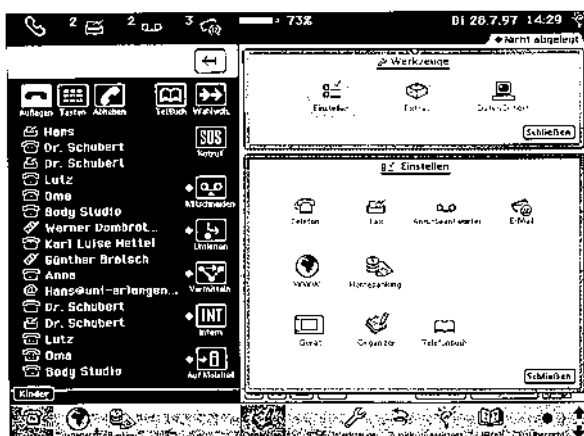 2 2 3 73% Di 28.7.97 14:29
Nicht abgelegt
Werkzeuge
Auflegen Tasten Abheben TelBuch Wahlwdh.
Einstellen Extras
Schließen
SOS
Notruf
Hans
Dr. Schubert
Dr. Schubert
Lutz
Oma
Body Studio
Werner Dombrot...
Karl Luise Hettel
Günther Bratsch
Anna
Hans@uni-erlangen...
Dr. Schubert
Dr. Schubert
Lutz
Oma
Body Studio
Mitschneiden
Umleiten
Vermitteln
INT
Intern
Auf Mobilteil
Einstellen
Telefon Fax Anrufbeantworter E-Mail
WWW Homebanking
Gerät Organizer Telefonbuch
Schließen
Kinder